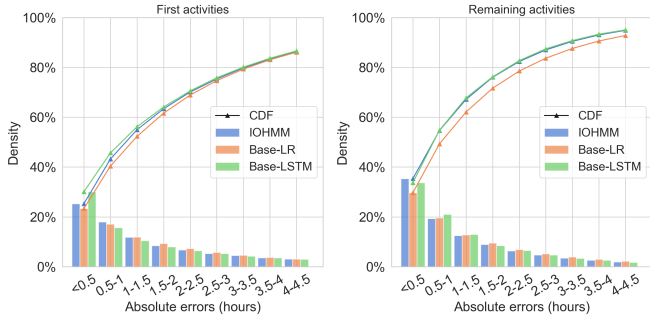 First activities
100%
80%
60%
40%
20%
0%
Density
CDF
IOHMM
Base-LR
Base-LSTM
<0.5
0.5-1
1-1.5
1.5-2
2-2.5
2.5-3
3-3.5
3.5-4
4-4.5
Absolute errors (hours)
Remaining activities
100%
80%
60%
40%
20%
0%
Density
CDF
IOHMM
Base-LR
Base-LSTM
<0.5
0.5-1
1-1.5
1.5-2
2-2.5
2.5-3
3-3.5
3.5-4
4-4.5
Absolute errors (hours)